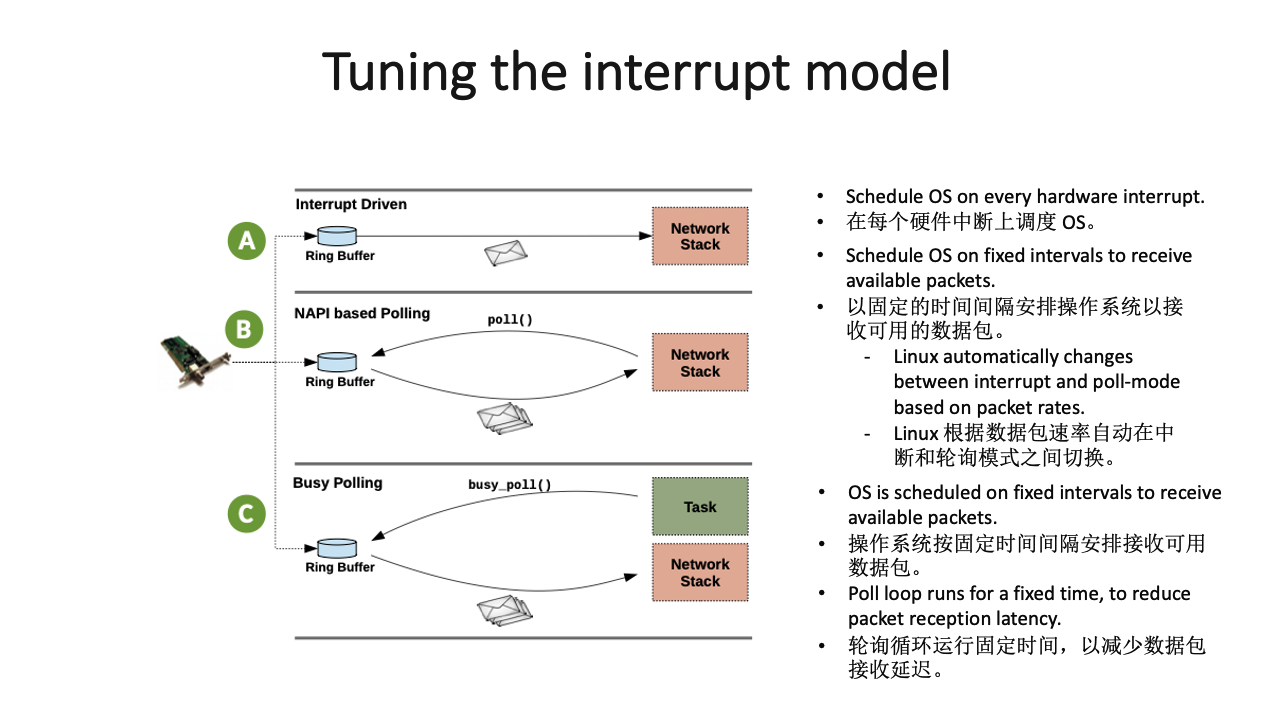 Tuning the interrupt model
Interrupt Driven
A
Ring Buffer
Network
Stack
NAPI based Polling
B
poll()
Ring Buffer
Network
Stack
Busy Polling
C
busy_poll()
Ring Buffer
Task
Network
Stack
• Schedule OS on every hardware interrupt.
• 在每个硬件中断上调度 OS。
• Schedule OS on fixed intervals to receive
available packets.
• 以固定的时间间隔安排操作系统以接
收可用的数据包。
- Linux automatically changes
between interrupt and poll-mode
based on packet rates.
- Linux 根据数据包速率自动在中
断和轮询模式之间切换。
• OS is scheduled on fixed intervals to receive
available packets.
• 操作系统按固定时间间隔安排接收可用
数据包。
• Poll loop runs for a fixed time, to reduce
packet reception latency.
• 轮询循环运行固定时间，以减少数据包
接收延迟。